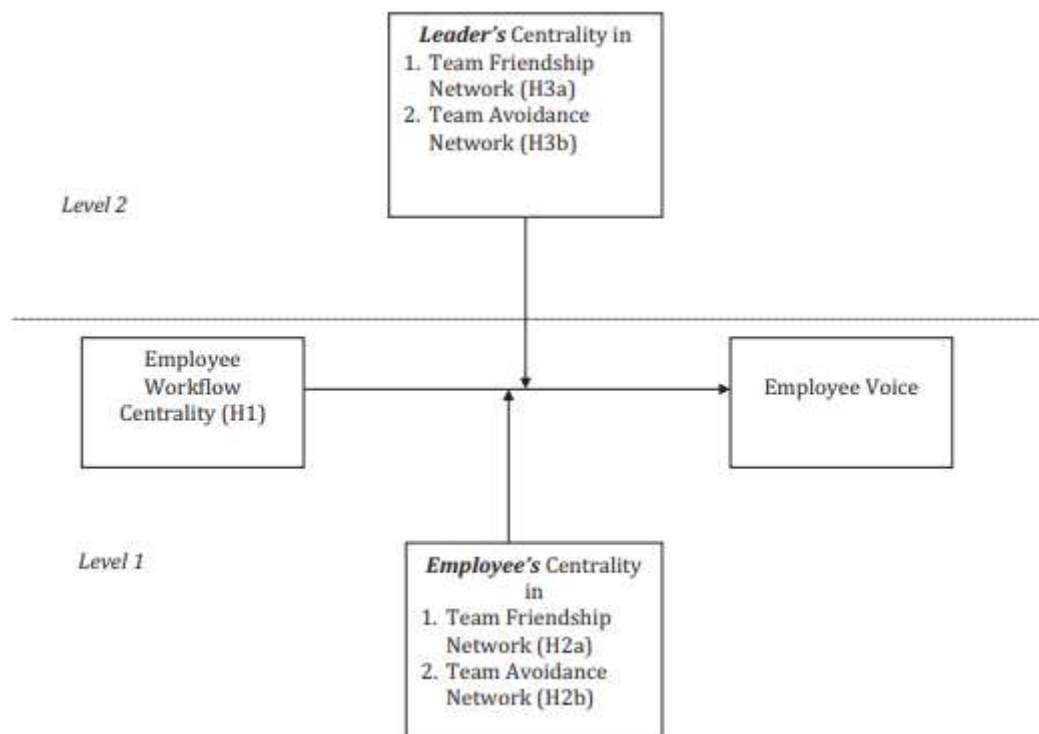 Leader's Centrality in
1. Team Friendship
Network (H3a)
2. Team Avoidance
Network (H3b)
Level 2
Employee
Workflow
Centrality (H1)
Employee Voice
Level 1
Employee's Centrality
in
1. Team Friendship
Network (H2a)
2. Team Avoidance
Network (H2b)